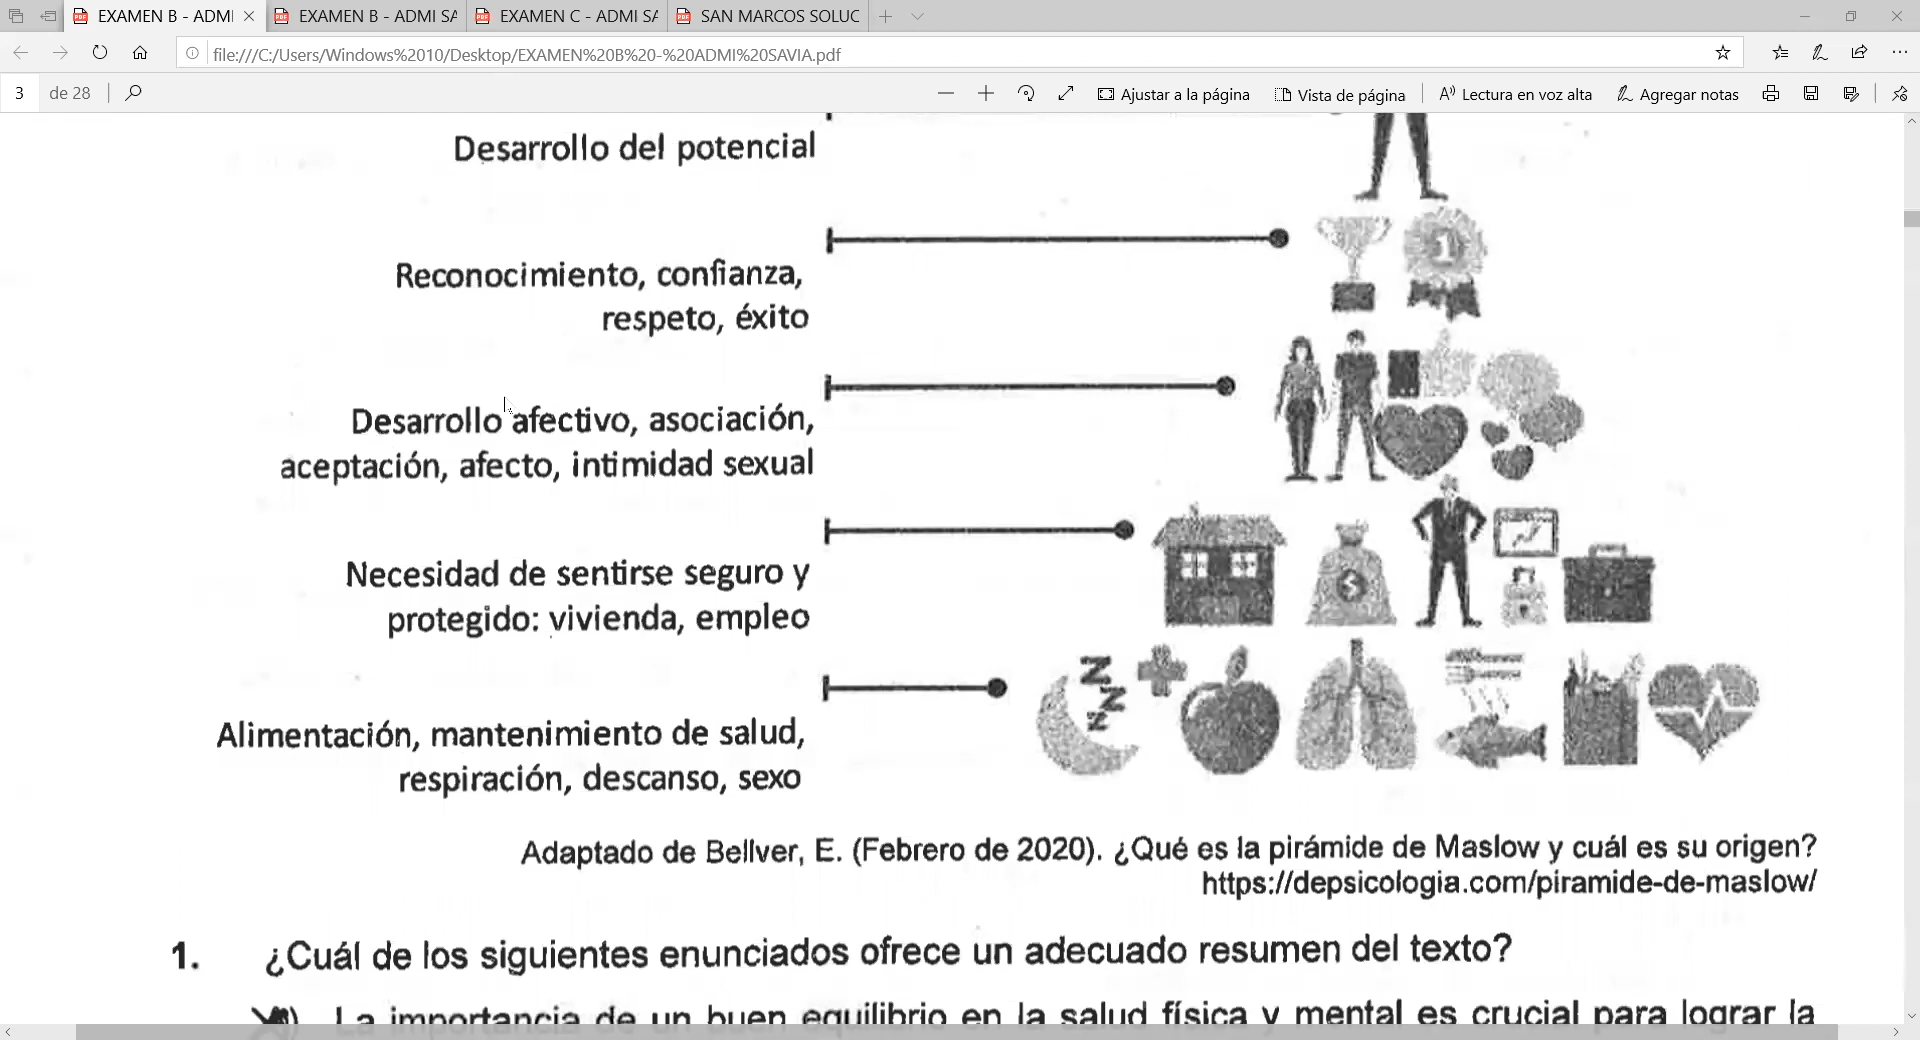 EXAMEN B - ADMI
EXAMEN B - ADMI SA
EXAMEN C - ADMI SA
SAN MARCOS SOLUC
file:///C:/Users/Windows%2010/Desktop/EXAMEN%20B%20-%20ADMI%20SAVIA.pdf
3 de 28
Ajustar a la página
Vista de página
Lectura en voz alta
Agregar notas
Desarrollo del potencial
1
Reconocimiento, confianza,
respeto, éxito
Desarrollo afectivo, asociación,
aceptación, afecto, intimidad sexual
Necesidad de sentirse seguro y
protegido: vivienda, empleo
$
Z
Z
Z
Alimentación, mantenimiento de salud,
respiración, descanso, sexo
Adaptado de Bellver, E. (Febrero de 2020). ¿Qué es la pirámide de Maslow y cuál es su origen?
https://depsicologia.com/piramide-de-maslow/
1. ¿Cuál de los siguientes enunciados ofrece un adecuado resumen del texto?
La importancia de un buen equilibrio en la salud física y mental es crucial para lograr la